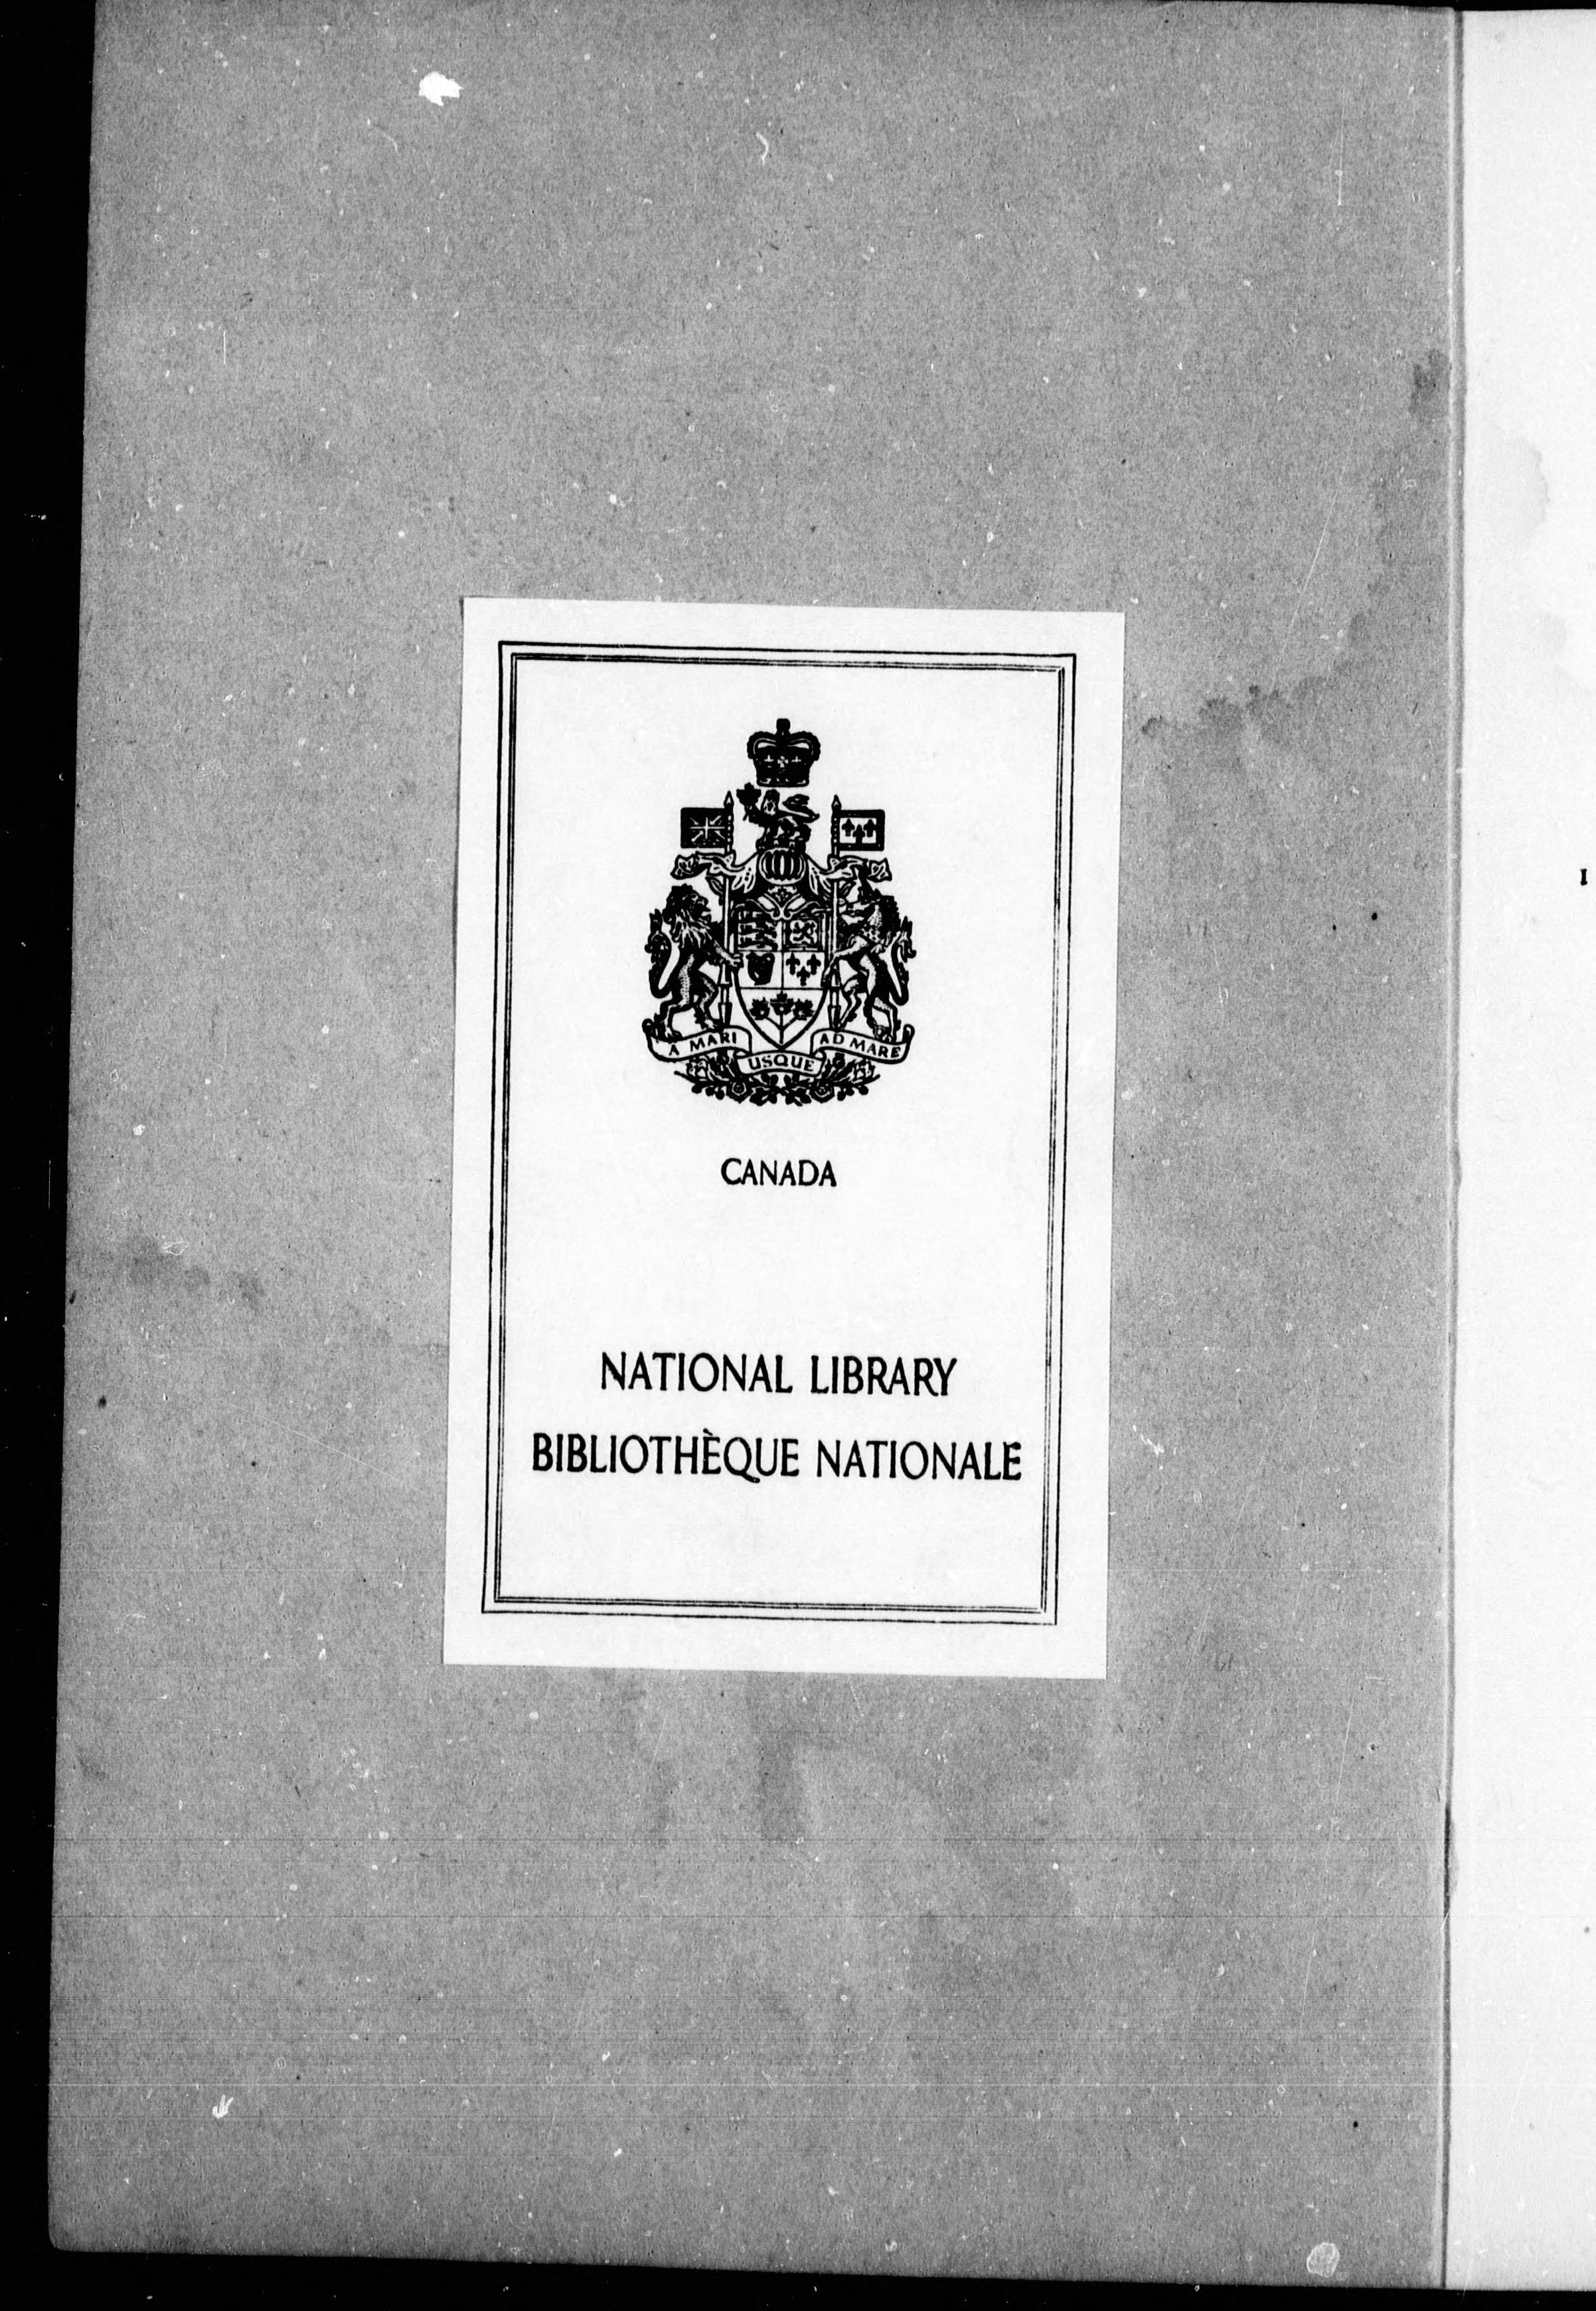 A MARI USQUE AD MARE
CANADA
NATIONAL LIBRARY
BIBLIOTHÈQUE NATIONALE
I